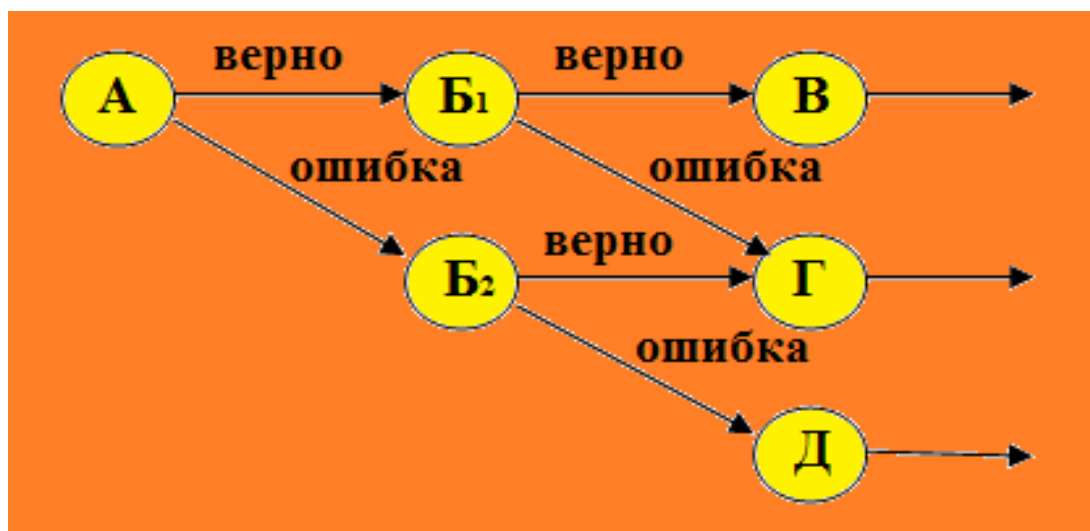 верно верно
А Б1 В
ошибка ошибка
верно
Б2 Г
ошибка
Д